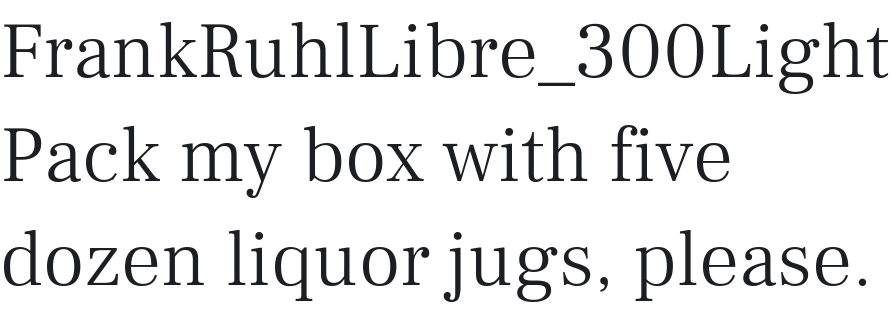 FrankRuhlLibre_300Light
Pack my box with five
dozen liquor jugs, please.